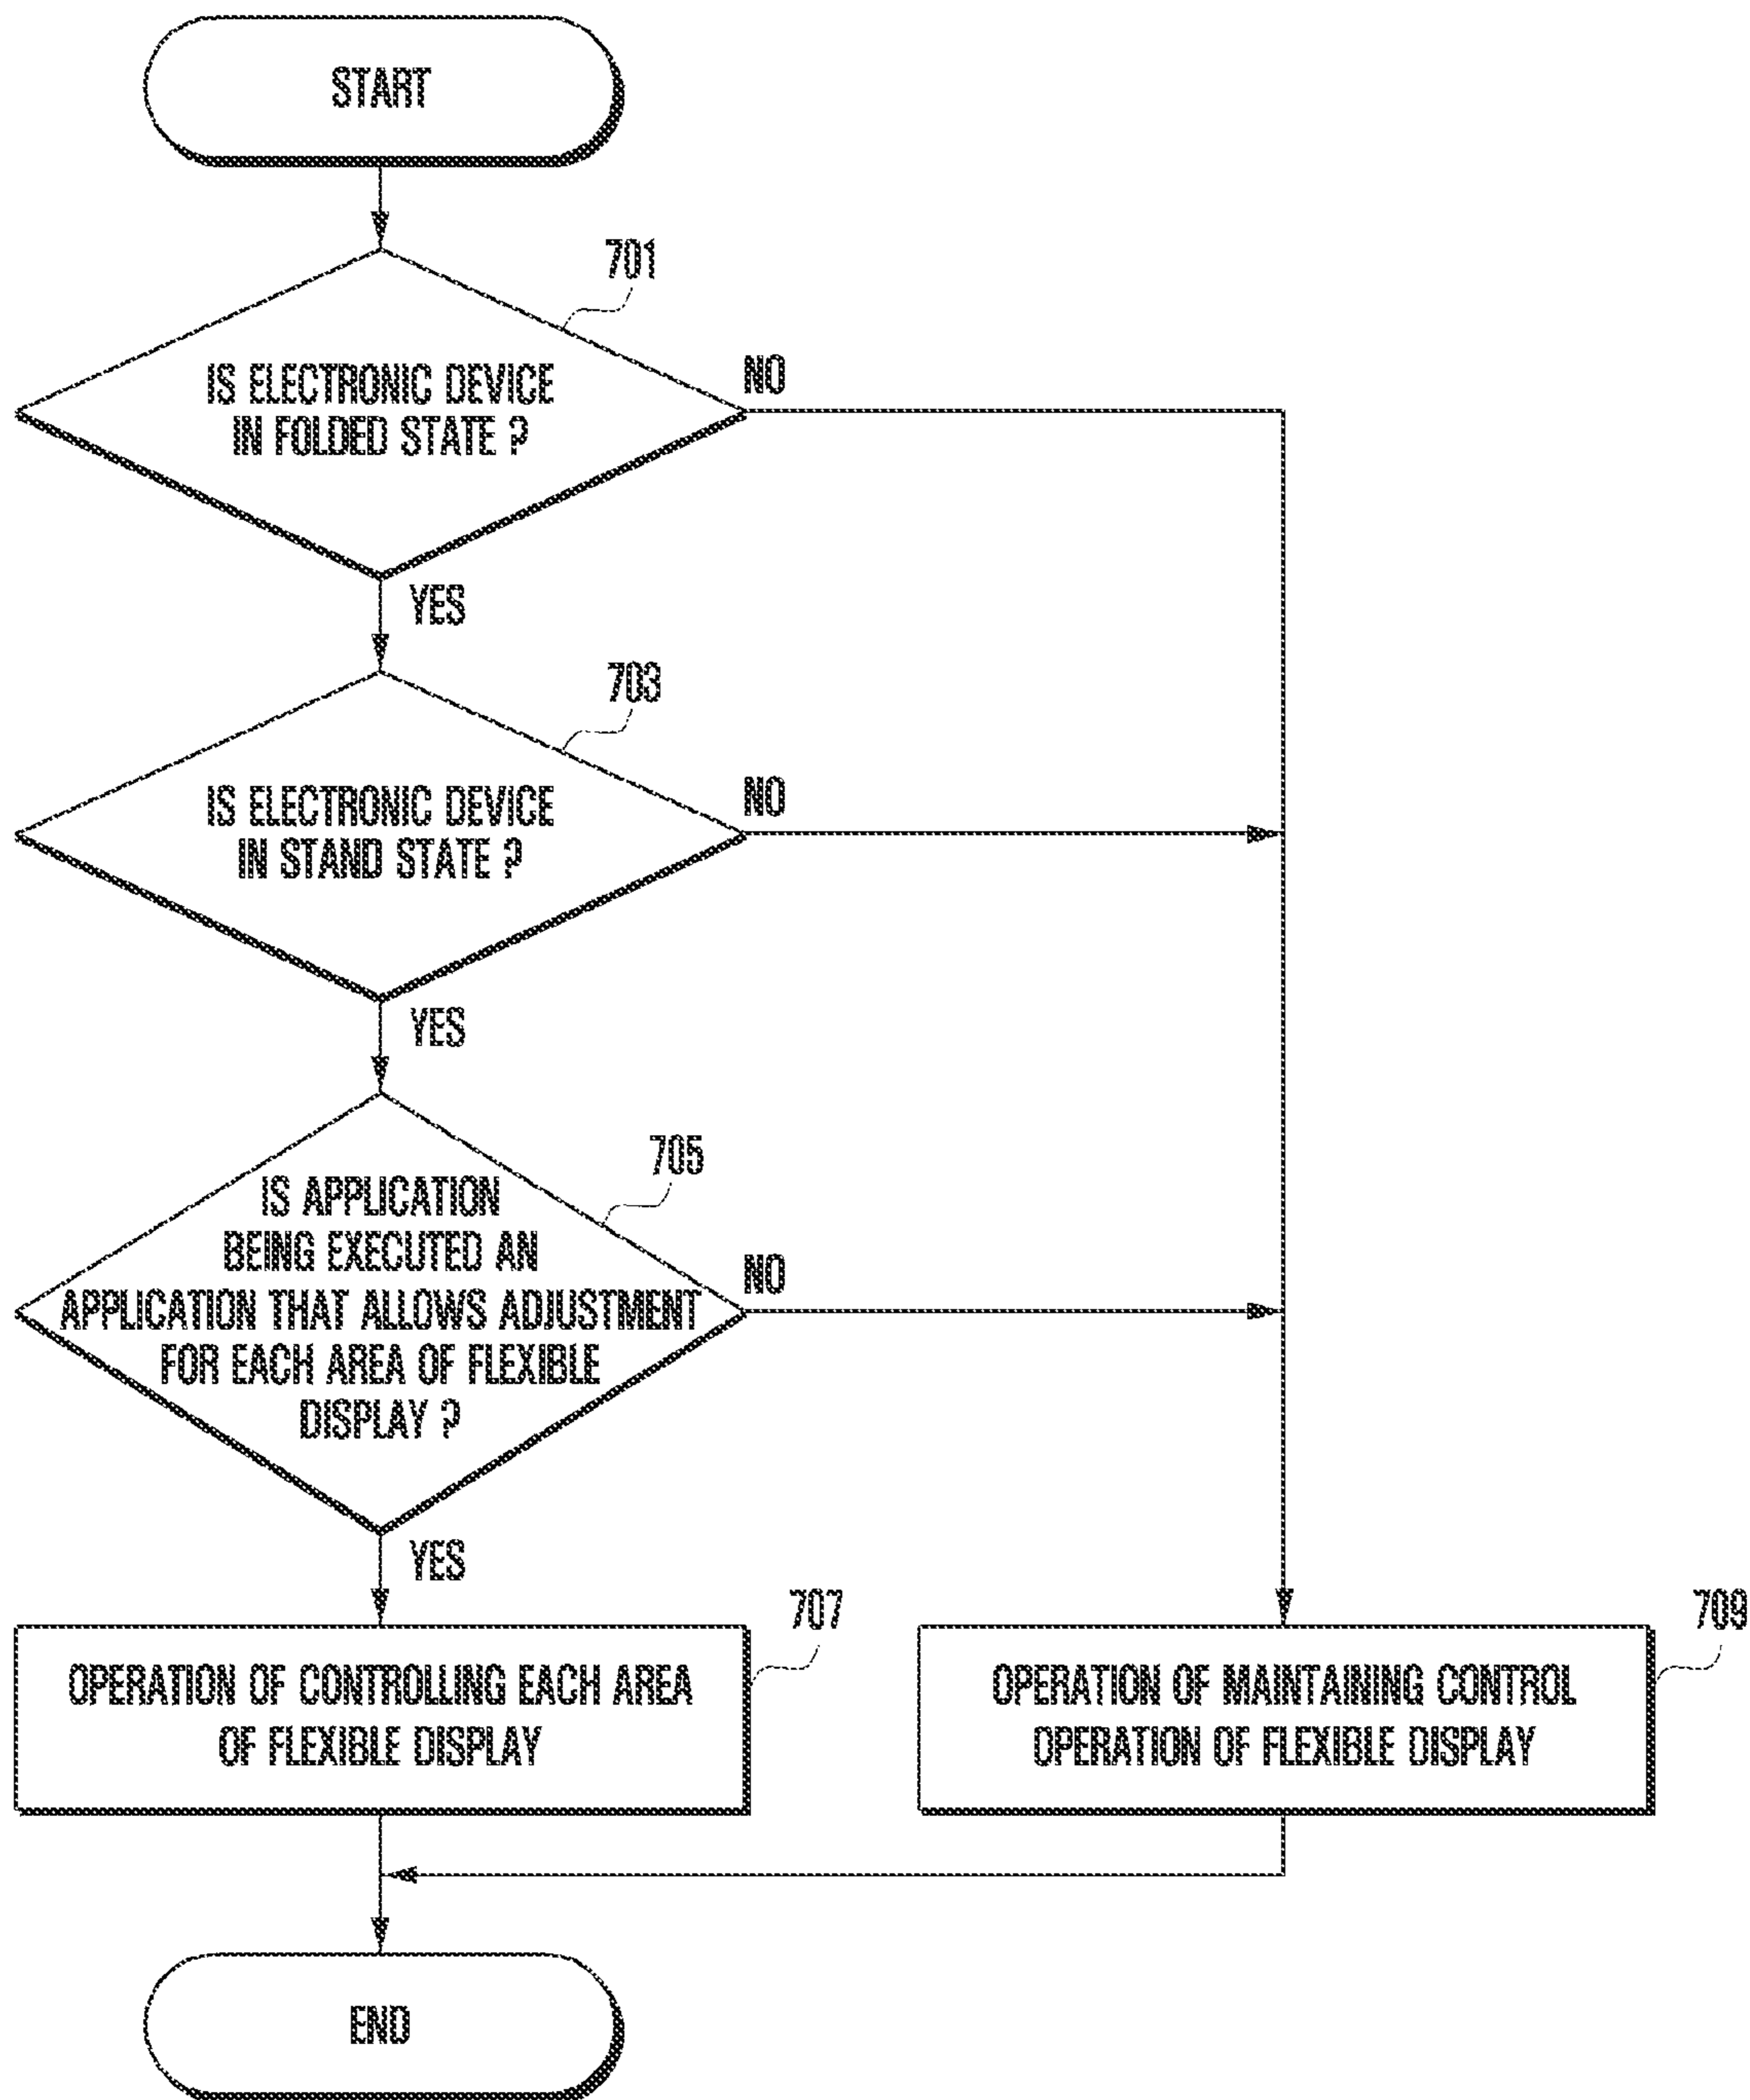 START
701
IS ELECTRONIC DEVICE
IN FOLDED STATE ?
NO
YES
703
IS ELECTRONIC DEVICE
IN STAND STATE ?
NO
YES
705
IS APPLICATION
BEING EXECUTED AN
APPLICATION THAT ALLOWS ADJUSTMENT
FOR EACH AREA OF FLEXIBLE
DISPLAY ?
NO
YES
707
OPERATION OF CONTROLLING EACH AREA
OF FLEXIBLE DISPLAY
709
OPERATION OF MAINTAINING CONTROL
OPERATION OF FLEXIBLE DISPLAY
END